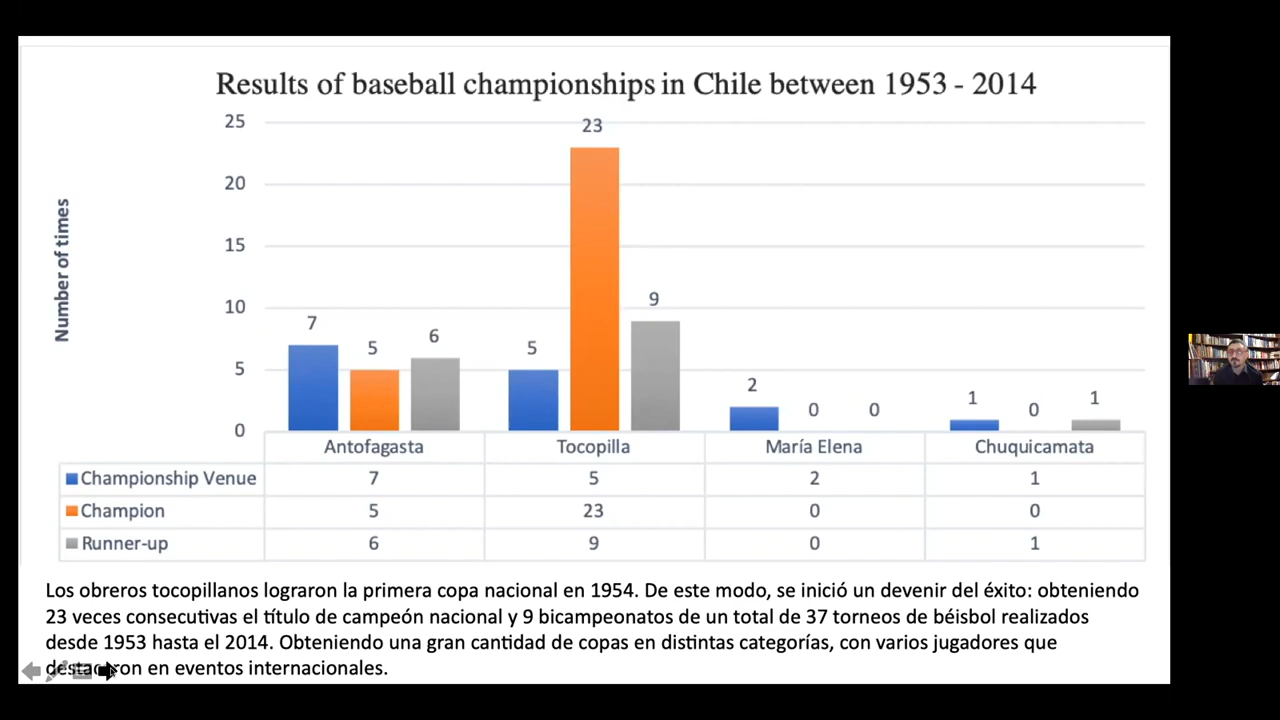 Results of baseball championships in Chile between 1953 - 2014
Number of times
25
20
15
10
5
0
7
5
6
5
23
9
2
0
0
1
0
1
Antofagasta Tocopilla María Elena Chuquicamata
Championship Venue 7 5 2 1
Champion 5 23 0 0
Runner-up 6 9 0 1
Los obreros tocopillanos lograron la primera copa nacional en 1954. De este modo, se inició un devenir del éxito: obteniendo
23 veces consecutivas el título de campeón nacional y 9 bicampeonatos de un total de 37 torneos de béisbol realizados
desde 1953 hasta el 2014. Obteniendo una gran cantidad de copas en distintas categorías, con varios jugadores que
destacaron en eventos internacionales.